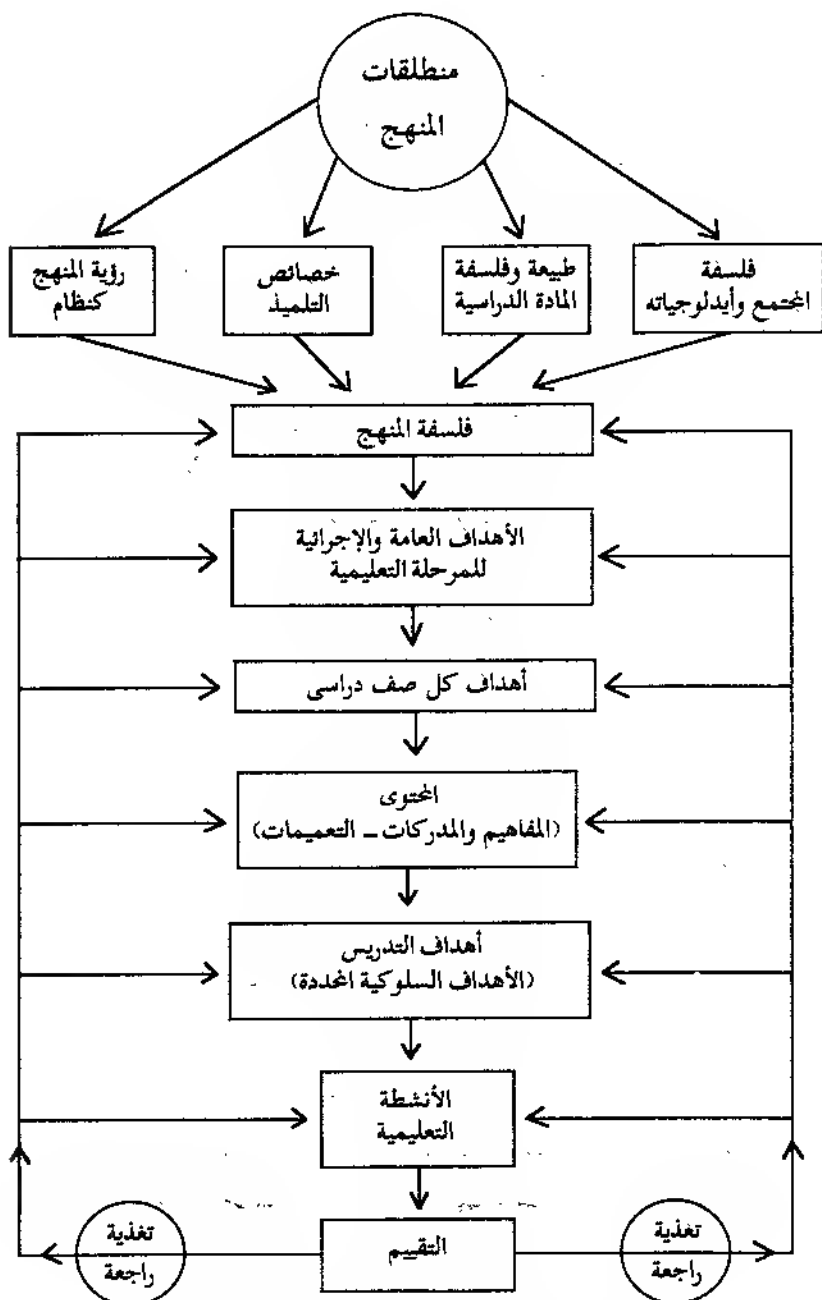 منطلقات
المنهج
فلسفة
المجتمع وأيدلوجياته
طبيعة وفلسفة
المادة الدراسية
خصائص
التلميذ
رؤية المنهج
كنظام
فلسفة المنهج
الأهداف العامة والإجرائية
للمرحلة التعليمية
أهداف كل صف دراسى
المحتوى
(المفاهيم والمدركات - التعميمات)
أهداف التدريس
(الأهداف السلوكية المحددة)
الأنشطة
التعليمية
تغذية
راجعة
التقييم
تغذية
راجعة